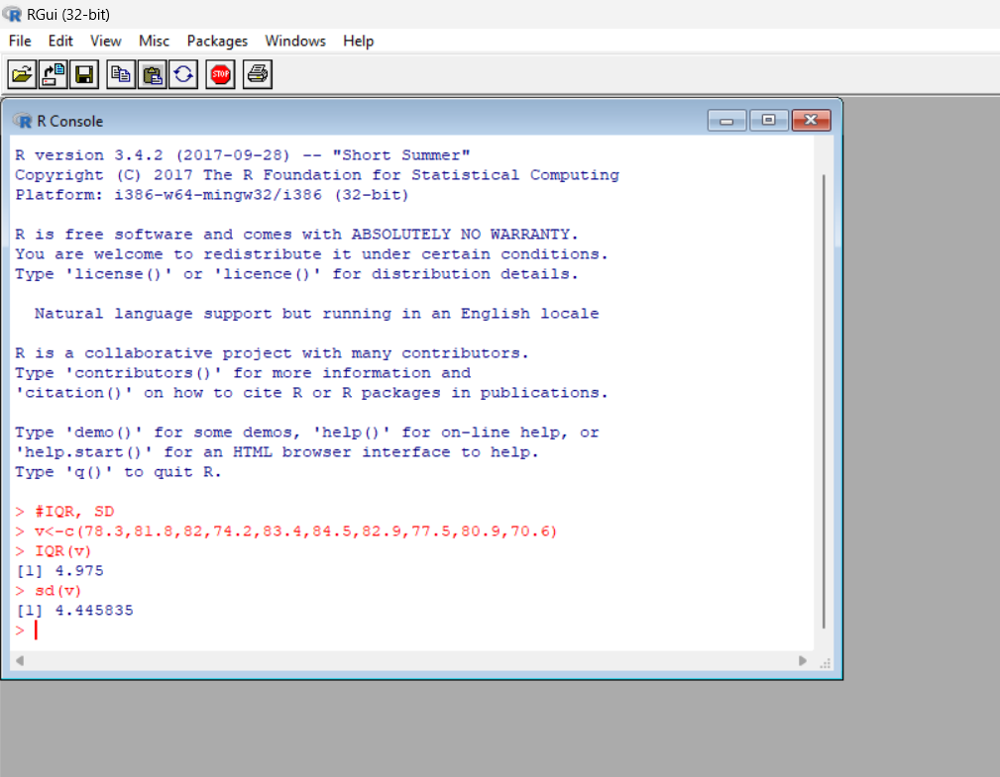 RGui (32-bit)
File Edit View Misc Packages Windows Help
STOP
R Console
R version 3.4.2 (2017-09-28) -- "Short Summer"
Copyright (C) 2017 The R Foundation for Statistical Computing
Platform: i386-w64-mingw32/i386 (32-bit)
R is free software and comes with ABSOLUTELY NO WARRANTY.
You are welcome to redistribute it under certain conditions.
Type 'license()' or 'licence()' for distribution details.
Natural language support but running in an English locale
R is a collaborative project with many contributors.
Type 'contributors()' for more information and
'citation()' on how to cite R or R packages in publications.
Type 'demo()' for some demos, 'help()' for on-line help, or
'help.start()' for an HTML browser interface to help.
Type 'q()' to quit R.
> #IQR, SD
> v<-c(78.3,81.8,82,74.2,83.4,84.5,82.9,77.5,80.9,70.6)
> IQR(v)
[1] 4.975
> sd(v)
[1] 4.445835
>